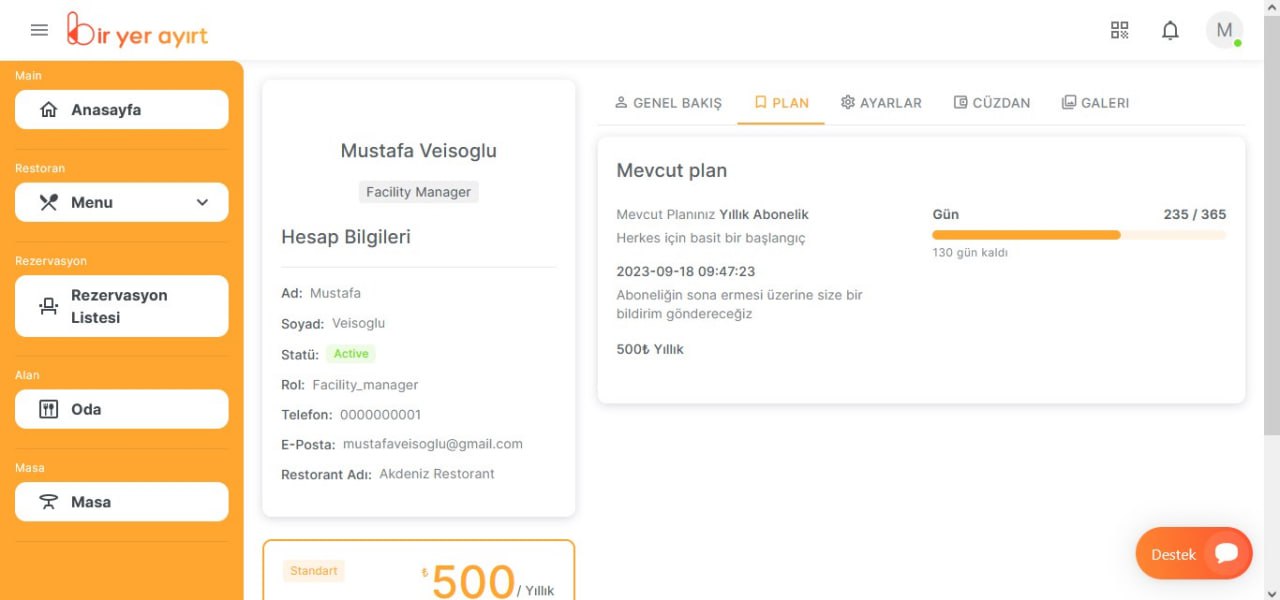 bir yer ayırt
M
Main
Anasayfa
Restoran
Menu
Rezervasyon
Rezervasyon
Listesi
Alan
Oda
Masa
Masa
Mustafa Veisoglu
Facility Manager
Hesap Bilgileri
Ad: Mustafa
Soyad: Veisoglu
Statü: Active
Rol: Facility_manager
Telefon: 0000000001
E-Posta: mustafaveisoglu@gmail.com
Restorant Adı: Akdeniz Restorant
Standart
₺500/ Yıllık
GENEL BAKIŞ PLAN AYARLAR CÜZDAN GALERI
Mevcut plan
Mevcut Planınız Yıllık Abonelik
Herkes için basit bir başlangıç
2023-09-18 09:47:23
Aboneliğin sona ermesi üzerine size bir
bildirim göndereceğiz
500₺ Yıllık
Gün 235 / 365
130 gün kaldı
Destek